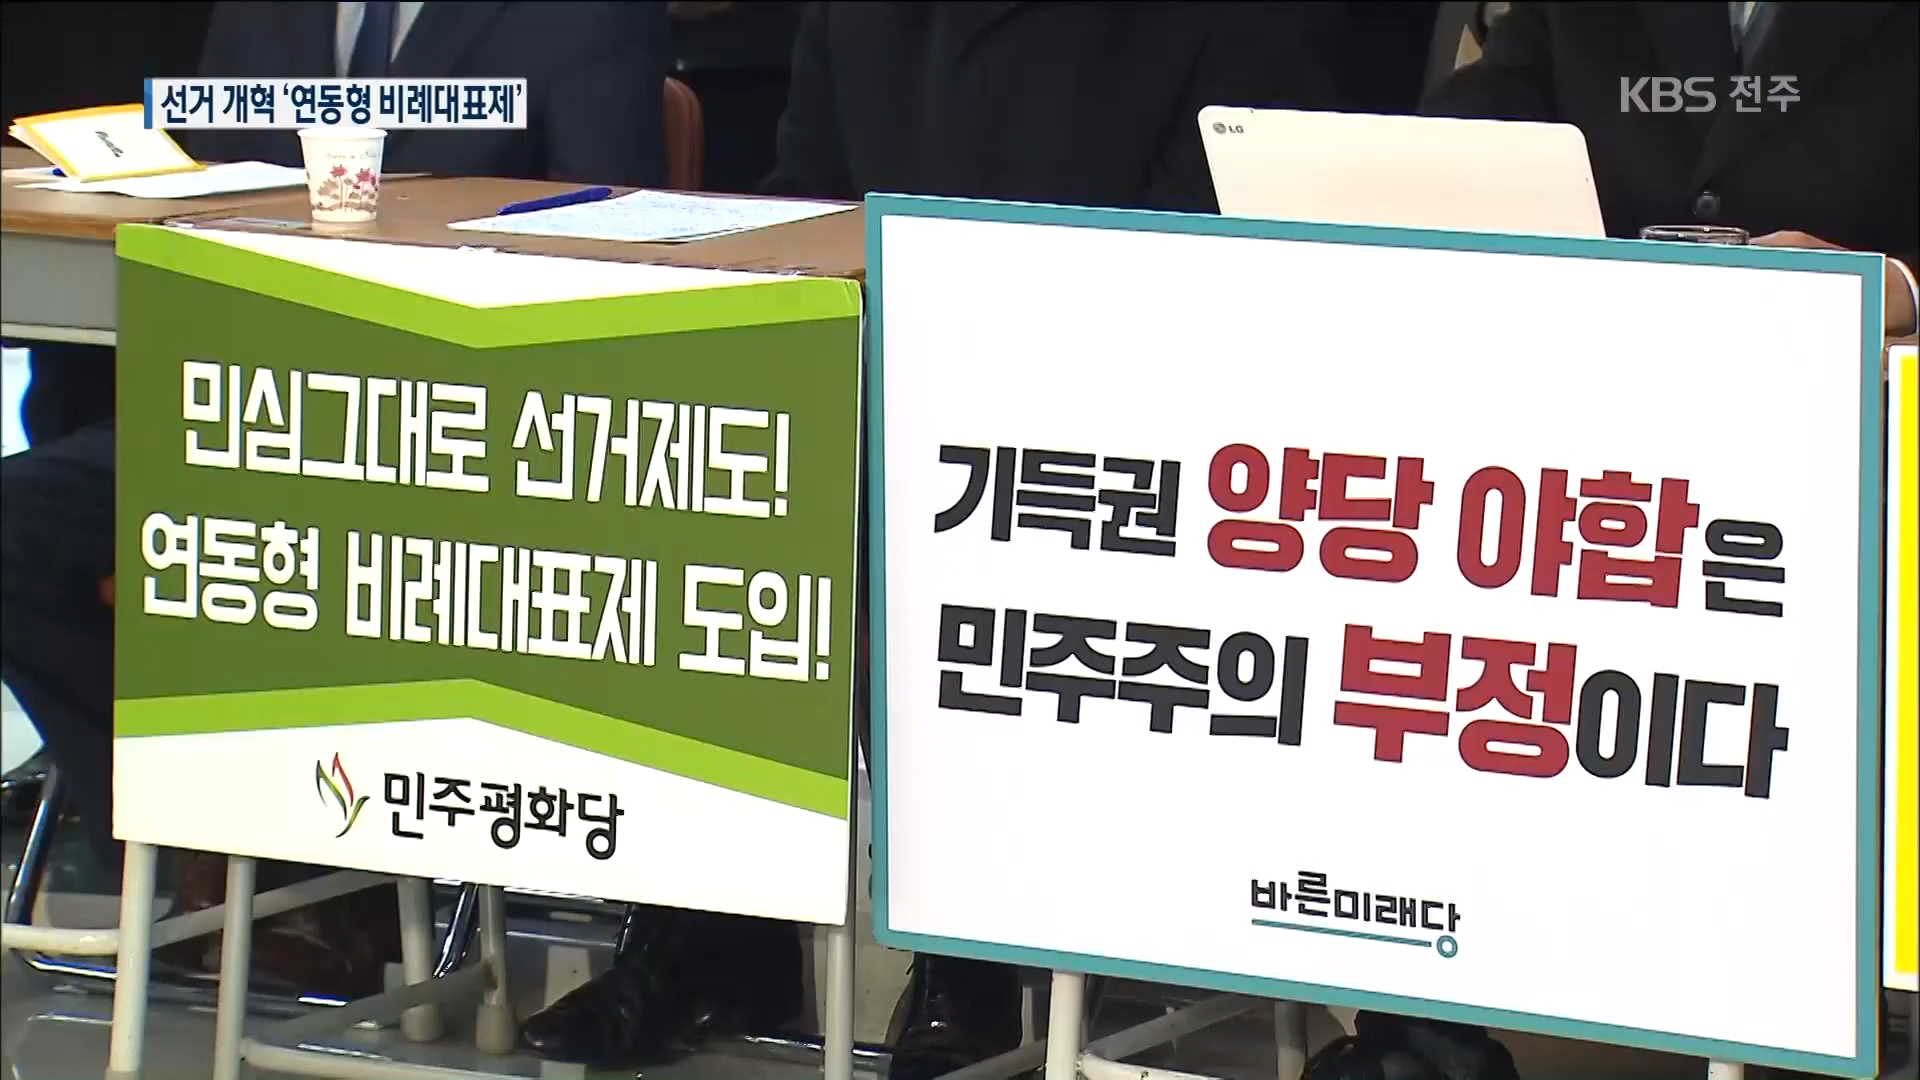 선거 개혁 ‘연동형 비례대표제’
KBS 전주
LG
민심그대로 선거제도!
연동형 비례대표제 도입!
민주평화당
기득권 양당 야합은
민주주의 부정이다
바른미래당